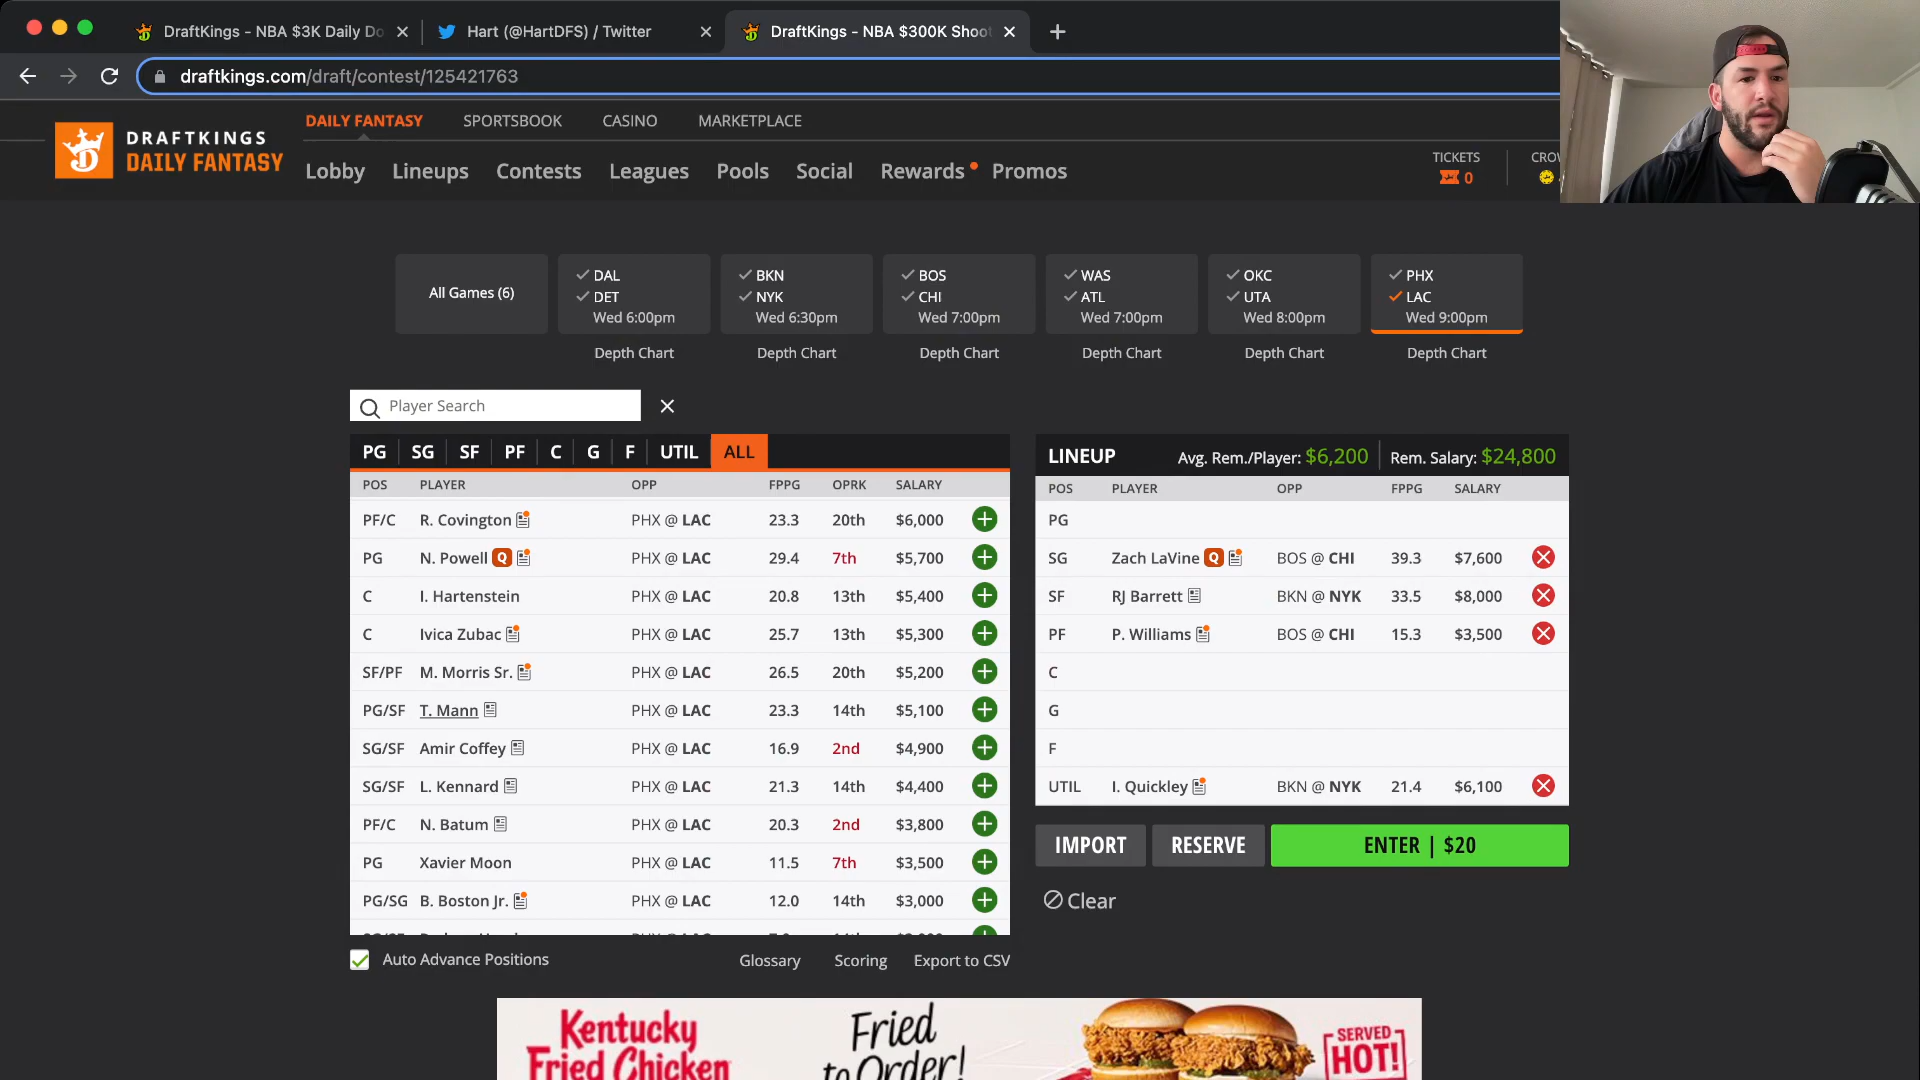 DraftKings - NBA $3K Daily Do
Hart (@HartDFS) / Twitter
DraftKings - NBA $300K Shoot
draftkings.com/draft/contest/125421763
DRAFTKINGS
DAILY FANTASY
DAILY FANTASY
SPORTSBOOK
CASINO
MARKETPLACE
Lobby
Lineups
Contests
Leagues
Pools
Social
Rewards
Promos
TICKETS
0
CROW
All Games (6)
DAL
DET
Wed 6:00pm
Depth Chart
BKN
NYK
Wed 6:30pm
Depth Chart
BOS
CHI
Wed 7:00pm
Depth Chart
WAS
ATL
Wed 7:00pm
Depth Chart
OKC
UTA
Wed 8:00pm
Depth Chart
PHX
LAC
Wed 9:00pm
Depth Chart
Player Search
PG SG SF PF C G F UTIL ALL
POS PLAYER OPP FPPG OPRK SALARY
PF/C R. Covington PHX @ LAC 23.3 20th $6,000
PG N. Powell Q PHX @ LAC 29.4 7th $5,700
C I. Hartenstein PHX @ LAC 20.8 13th $5,400
C Ivica Zubac PHX @ LAC 25.7 13th $5,300
SF/PF M. Morris Sr. PHX @ LAC 26.5 20th $5,200
PG/SF T. Mann PHX @ LAC 23.3 14th $5,100
SG/SF Amir Coffey PHX @ LAC 16.9 2nd $4,900
SG/SF L. Kennard PHX @ LAC 21.3 14th $4,400
PF/C N. Batum PHX @ LAC 20.3 2nd $3,800
PG Xavier Moon PHX @ LAC 11.5 7th $3,500
PG/SG B. Boston Jr. PHX @ LAC 12.0 14th $3,000
Auto Advance Positions
Glossary
Scoring
Export to CSV
LINEUP Avg. Rem./Player: $6,200 Rem. Salary: $24,800
POS PLAYER OPP FPPG SALARY
PG
SG Zach LaVine Q BOS @ CHI 39.3 $7,600
SF RJ Barrett BKN @ NYK 33.5 $8,000
PF P. Williams BOS @ CHI 15.3 $3,500
C
G
F
UTIL I. Quickley BKN @ NYK 21.4 $6,100
IMPORT
RESERVE
ENTER | $20
Clear
Kentucky
Fried Chicken
Fried
to Order!
SERVED
HOT!